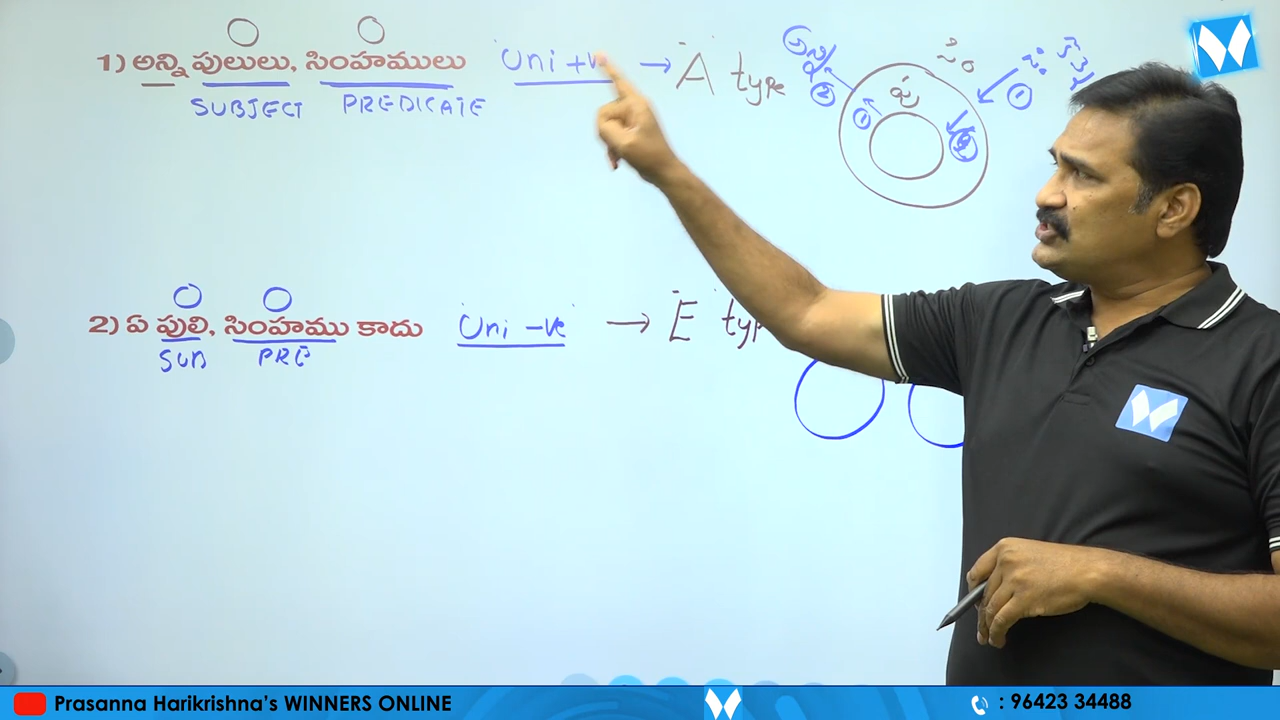 1) అన్ని పులులు, సింహములు Uni +ve → A type
SUBJECT PREDICATE
2) ఏ పులి, సింహము కాదు Uni -ve → E typ
SUB PRE
Prasanna Harikrishna's WINNERS ONLINE : 96423 34488